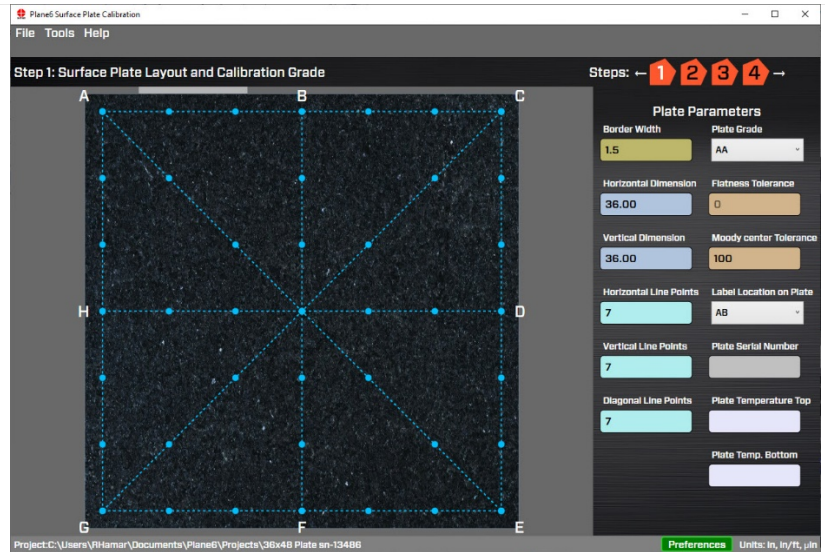 Plane6 Surface Plate Calibration
File Tools Help
Step 1: Surface Plate Layout and Calibration Grade
Steps: ← 1 2 3 4 →
A B C
H D
G F E
Plate Parameters
Border Width Plate Grade
1.5 AA
Horizontal Dimension Flatness Tolerance
36.00 0
Vertical Dimension Moody center Tolerance
36.00 100
Horizontal Line Points Label Location on Plate
7 AB
Vertical Line Points Plate Serial Number
7
Diagonal Line Points Plate Temperature Top
7
Plate Temp. Bottom
Project:C:\Users\RHamar\Documents\Plane6\Projects\36x48 Plate sn-13486 Preferences Units: in, in/ft, µin